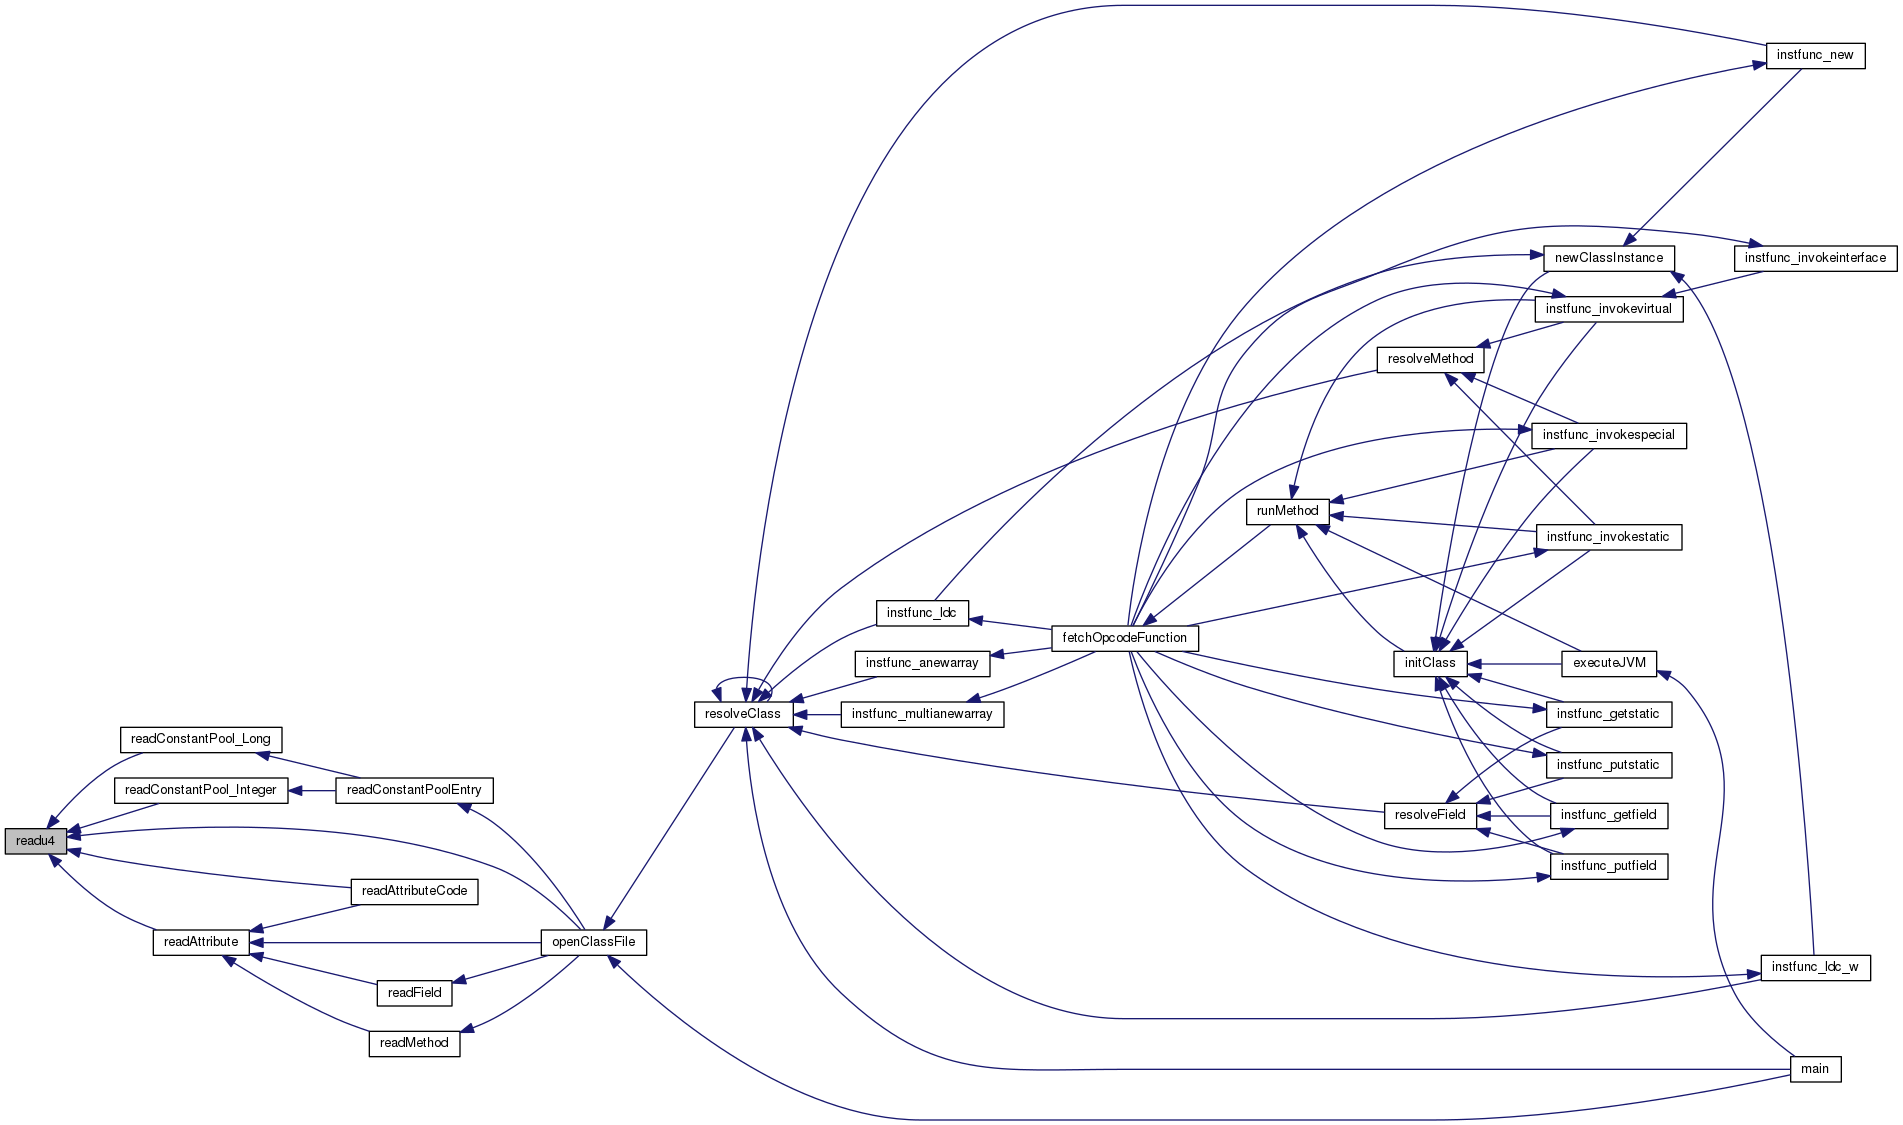 instfunc_new
newClassInstance
instfunc_invokeinterface
instfunc_invokevirtual
resolveMethod
instfunc_invokespecial
runMethod
instfunc_invokestatic
instfunc_ldc
fetchOpcodeFunction
instfunc_anewarray
initClass
executeJVM
resolveClass
instfunc_multianewarray
instfunc_getstatic
readConstantPool_Long
instfunc_putstatic
readConstantPool_Integer
readConstantPoolEntry
resolveField
instfunc_getfield
readu4
instfunc_putfield
readAttributeCode
readAttribute
openClassFile
instfunc_ldc_w
readField
readMethod
main